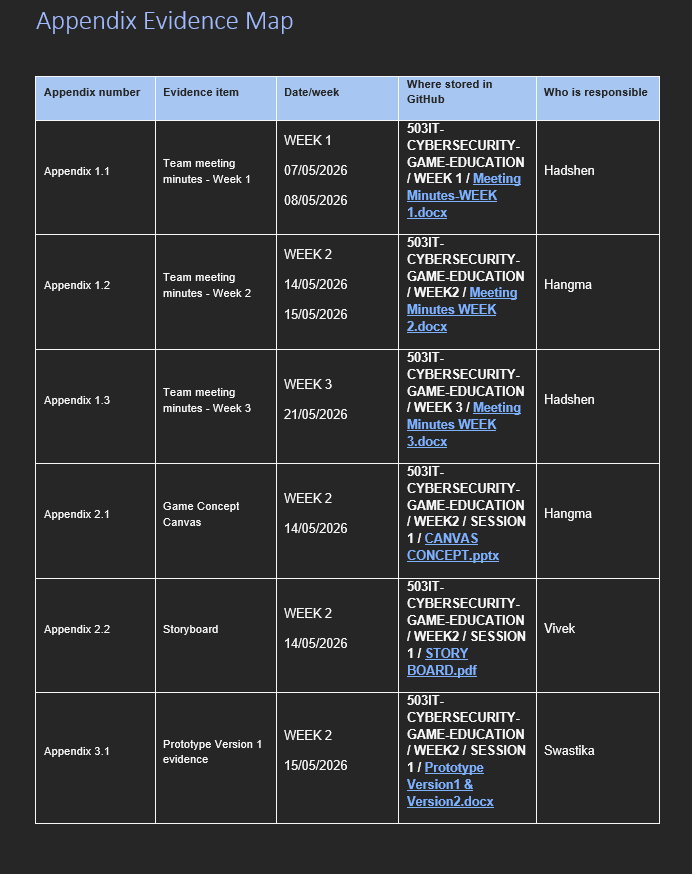 Appendix Evidence Map
Appendix number
Evidence item
Date/week
Where stored in
GitHub
Who is responsible
Appendix 1.1
Team meeting
minutes - Week 1
WEEK 1
07/05/2026
08/05/2026
503IT-
CYBERSECURITY-
GAME-EDUCATION
/ WEEK 1 / Meeting
Minutes-WEEK
1.docx
Hadshen
Appendix 1.2
Team meeting
minutes - Week 2
WEEK 2
14/05/2026
15/05/2026
503IT-
CYBERSECURITY-
GAME-EDUCATION
/ WEEK2 / Meeting
Minutes WEEK
2.docx
Hangma
Appendix 1.3
Team meeting
minutes - Week 3
WEEK 3
21/05/2026
503IT-
CYBERSECURITY-
GAME-EDUCATION
/ WEEK 3 / Meeting
Minutes WEEK
3.docx
Hadshen
Appendix 2.1
Game Concept
Canvas
WEEK 2
14/05/2026
503IT-
CYBERSECURITY-
GAME-EDUCATION
/ WEEK2 / SESSION
1 / CANVAS
CONCEPT.pptx
Hangma
Appendix 2.2
Storyboard
WEEK 2
14/05/2026
503IT-
CYBERSECURITY-
GAME-EDUCATION
/ WEEK2 / SESSION
1 / STORY
BOARD.pdf
Vivek
Appendix 3.1
Prototype Version 1
evidence
WEEK 2
15/05/2026
503IT-
CYBERSECURITY-
GAME-EDUCATION
/ WEEK2 / SESSION
1 / Prototype
Version1 &
Version2.docx
Swastika